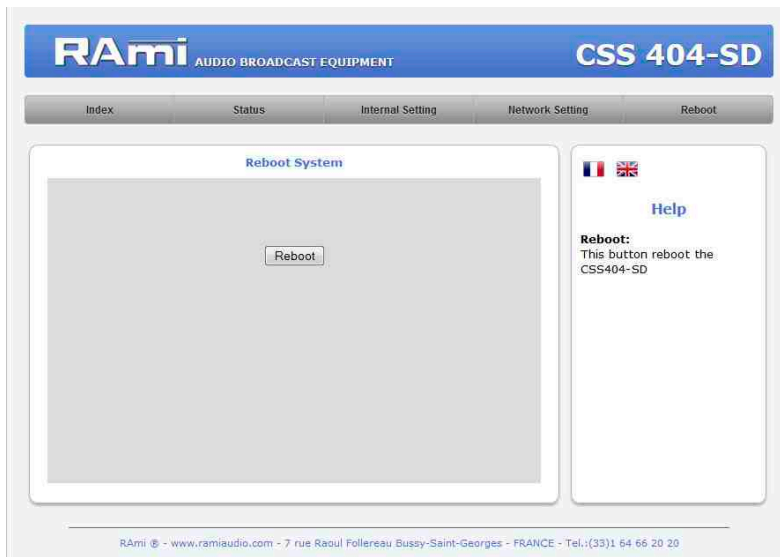 RAmi AUDIO BROADCAST EQUIPMENT CSS 404-SD
Index Status Internal Setting Network Setting Reboot
Reboot System
Reboot
Help
Reboot:
This button reboot the
CSS404-SD
RAmi ® - www.ramiaudio.com - 7 rue Raoul Follereau Bussy-Saint-Georges - FRANCE - Tel.:(33)1 64 66 20 20